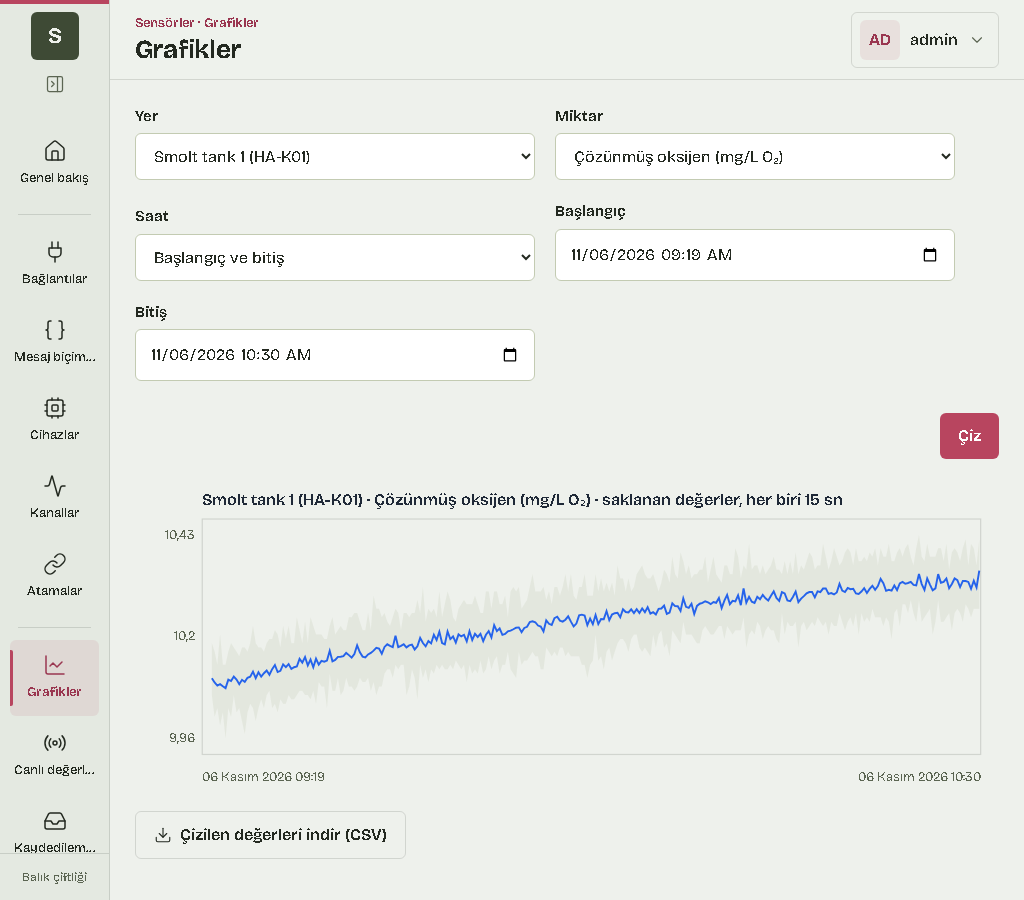 S
Genel bakış
Bağlantılar
Mesaj biçim...
Cihazlar
Kanallar
Atamalar
Grafikler
Canlı değerl...
Kaydedilem...
Balık çiftliği
Sensörler · Grafikler
Grafikler
AD admin
Yer
Smolt tank 1 (HA-K01)
Miktar
Çözünmüş oksijen (mg/L O₂)
Saat
Başlangıç ve bitiş
Başlangıç
11/06/2026 09:19 AM
Bitiş
11/06/2026 10:30 AM
Çiz
Smolt tank 1 (HA-K01) · Çözünmüş oksijen (mg/L O₂) · saklanan değerler, her biri 15 sn
10,43
10,2
9,96
06 Kasım 2026 09:19
06 Kasım 2026 10:30
Çizilen değerleri indir (CSV)